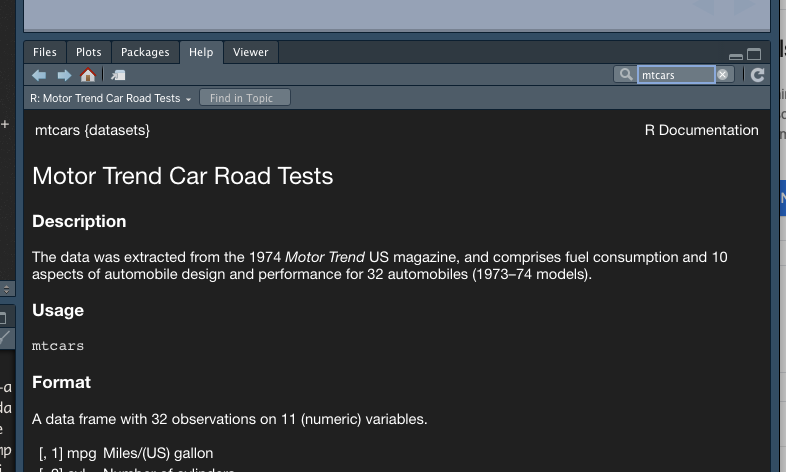 Files Plots Packages Help Viewer
mtcars
R: Motor Trend Car Road Tests Find in Topic
mtcars {datasets} R Documentation
Motor Trend Car Road Tests
Description
The data was extracted from the 1974 Motor Trend US magazine, and comprises fuel consumption and 10
aspects of automobile design and performance for 32 automobiles (1973–74 models).
Usage
mtcars
Format
A data frame with 32 observations on 11 (numeric) variables.
[, 1] mpg Miles/(US) gallon